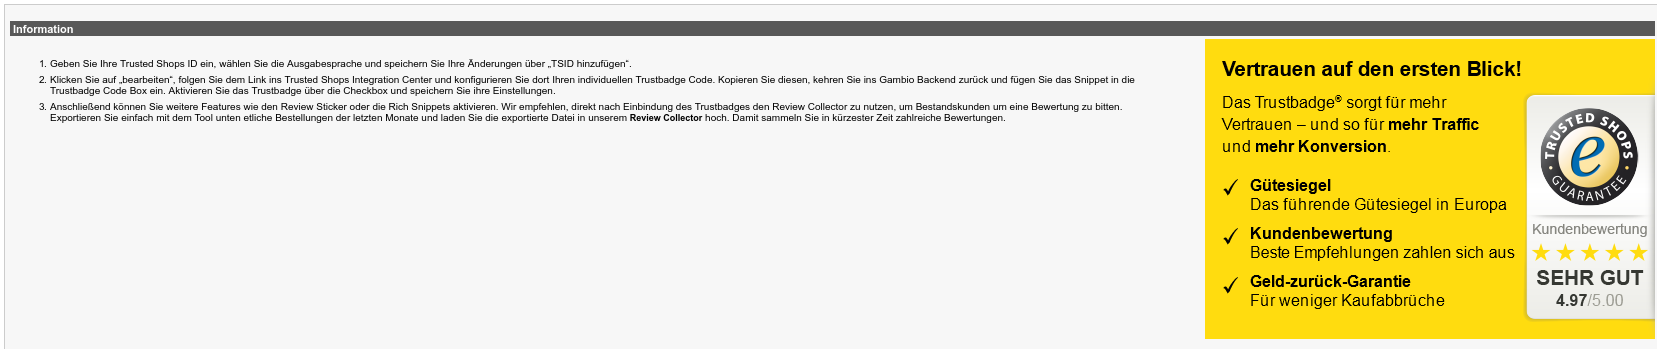 Information
1. Geben Sie Ihre Trusted Shops ID ein, wählen Sie die Ausgabesprache und speichern Sie Ihre Änderungen über „TSID hinzufügen“.
2. Klicken Sie auf „bearbeiten“, folgen Sie dem Link ins Trusted Shops Integration Center und konfigurieren Sie dort Ihren individuellen Trustbadge Code. Kopieren Sie diesen, kehren Sie ins Gambio Backend zurück und fügen Sie das Snippet in die
Trustbadge Code Box ein. Aktivieren Sie das Trustbadge über die Checkbox und speichern Sie ihre Einstellungen.
3. Anschließend können Sie weitere Features wie den Review Sticker oder die Rich Snippets aktivieren. Wir empfehlen, direkt nach Einbindung des Trustbadges den Review Collector zu nutzen, um Bestandskunden um eine Bewertung zu bitten.
Exportieren Sie einfach mit dem Tool unten etliche Bestellungen der letzten Monate und laden Sie die exportierte Datei in unserem Review Collector hoch. Damit sammeln Sie in kürzester Zeit zahlreiche Bewertungen.
Vertrauen auf den ersten Blick!
Das Trustbadge® sorgt für mehr
Vertrauen – und so für mehr Traffic
und mehr Konversion.
✓ Gütesiegel
Das führende Gütesiegel in Europa
✓ Kundenbewertung
Beste Empfehlungen zahlen sich aus
✓ Geld-zurück-Garantie
Für weniger Kaufabbrüche
TRUSTED SHOPS
e
GUARANTEE
Kundenbewertung
★★★★★
SEHR GUT
4.97/5.00